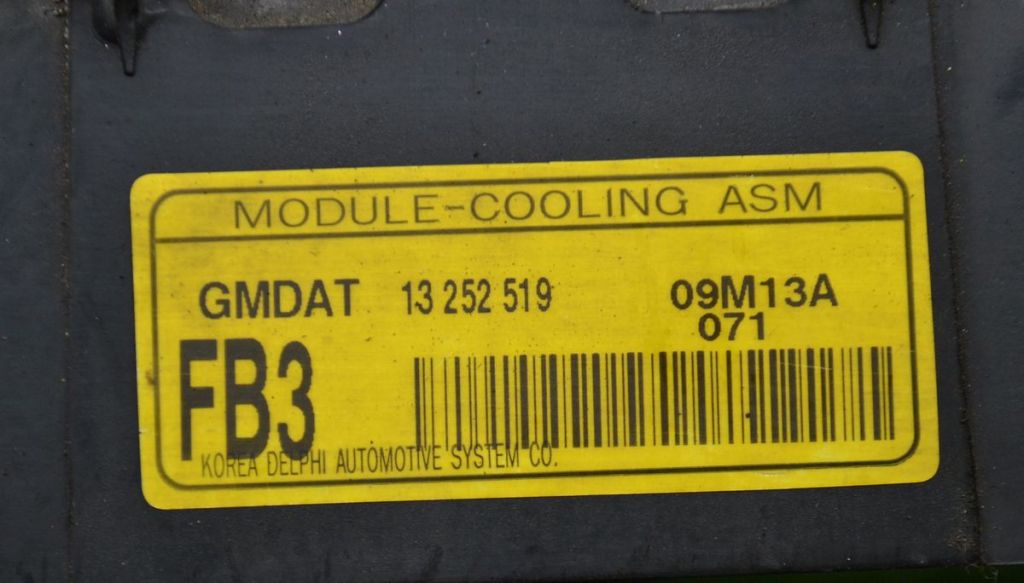 MODULE-COOLING ASM
GMDAT 13 252 519 09M13A
071
FB3
KOREA DELPHI AUTOMOTIVE SYSTEM CO.